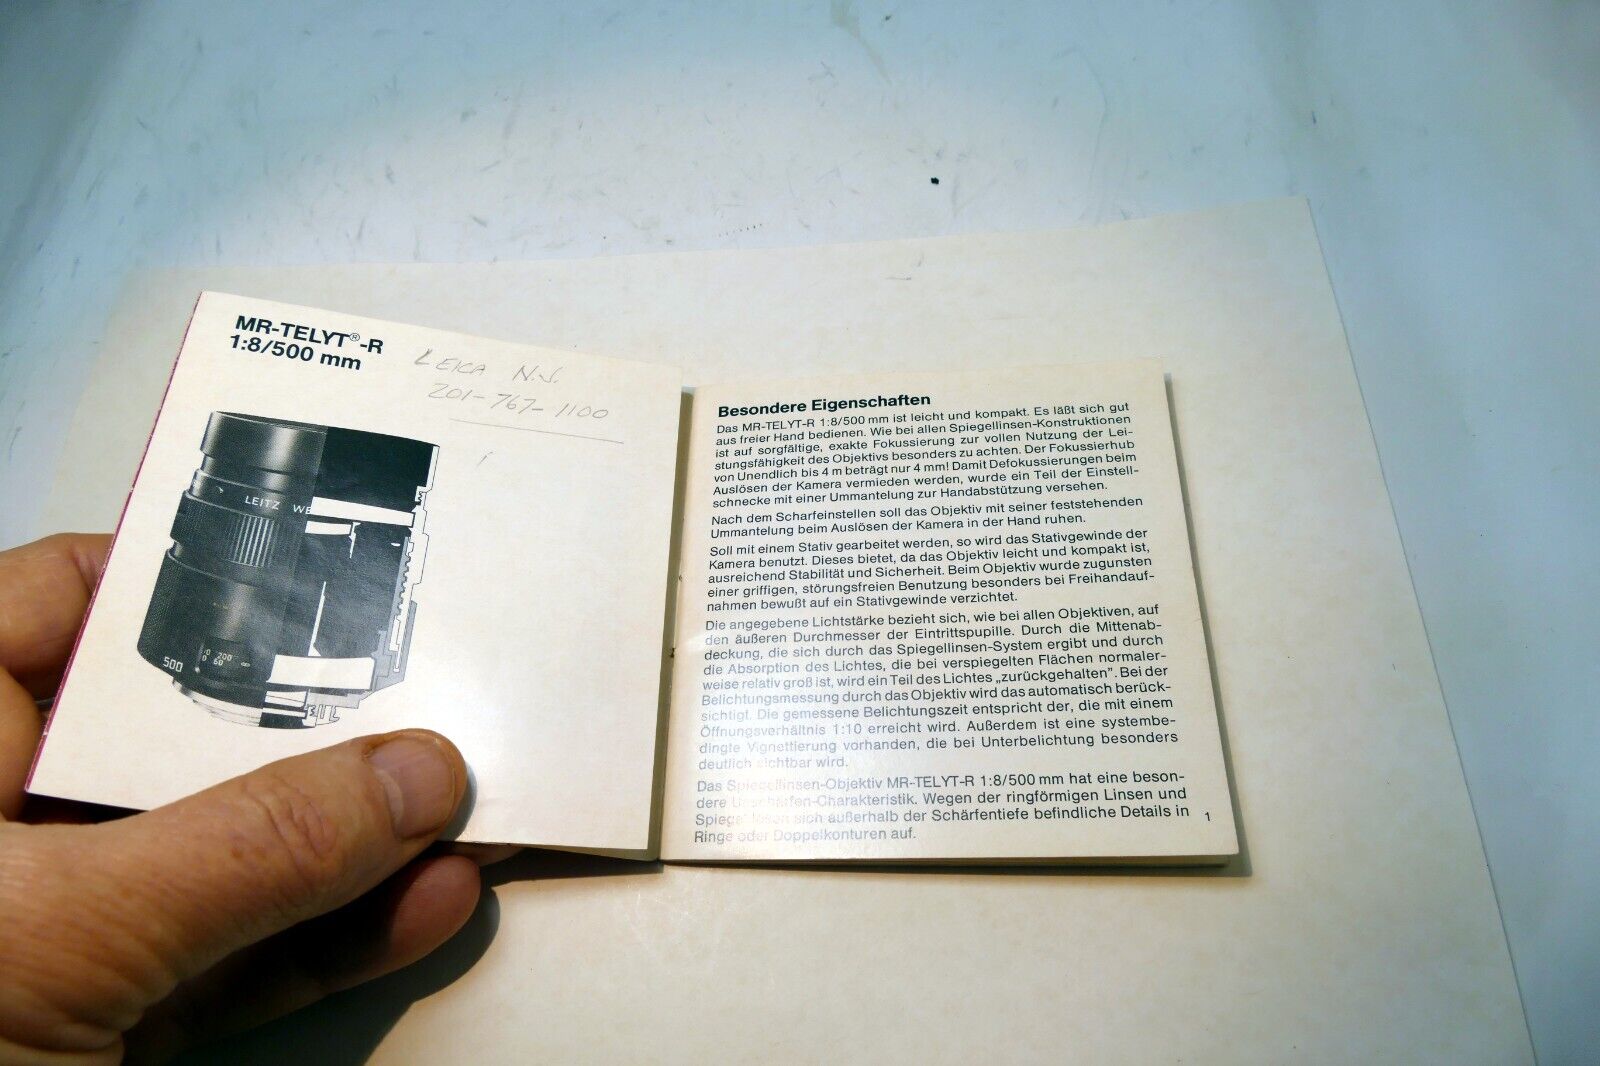 MR-TELYT®-R
1:8/500 mm
LEICA N.J.
201-767-1100
LEITZ WE
200
60
500
Besondere Eigenschaften
Das MR-TELYT-R 1:8/500 mm ist leicht und kompakt. Es läßt sich gut
aus freier Hand bedienen. Wie bei allen Spiegellinsen-Konstruktionen
ist auf sorgfältige, exakte Fokussierung zur vollen Nutzung der Lei-
stungsfähigkeit des Objektivs besonders zu achten. Der Fokussierhub
von Unendlich bis 4 m beträgt nur 4 mm! Damit Defokussierungen beim
Auslösen der Kamera vermieden werden, wurde ein Teil der Einstell-
schnecke mit einer Ummantelung zur Handabstützung versehen.
Nach dem Scharfeinstellen soll das Objektiv mit seiner feststehenden
Ummantelung beim Auslösen der Kamera in der Hand ruhen.
Soll mit einem Stativ gearbeitet werden, so wird das Stativgewinde der
Kamera benutzt. Dieses bietet, da das Objektiv leicht und kompakt ist,
ausreichend Stabilität und Sicherheit. Beim Objektiv wurde zugunsten
einer griffigen, störungsfreien Benutzung besonders bei Freihandauf-
nahmen bewußt auf ein Stativgewinde verzichtet.
Die angegebene Lichtstärke bezieht sich, wie bei allen Objektiven, auf
den äußeren Durchmesser der Eintrittspupille. Durch die Mittenab-
deckung, die sich durch das Spiegellinsen-System ergibt und durch
die Absorption des Lichtes, die bei verspiegelten Flächen normaler-
weise relativ groß ist, wird ein Teil des Lichtes „zurückgehalten". Bei der
Belichtungsmessung durch das Objektiv wird das automatisch berück-
sichtigt. Die gemessene Belichtungszeit entspricht der, die mit einem
Öffnungsverhältnis 1:10 erreicht wird. Außerdem ist eine systembe-
dingte Vignettierung vorhanden, die bei Unterbelichtung besonders
deutlich sichtbar wird.
Das Spiegellinsen-Objektiv MR-TELYT-R 1:8/500 mm hat eine beson-
dere Unschärfen-Charakteristik. Wegen der ringförmigen Linsen und
Spiegel lösen sich außerhalb der Schärfentiefe befindliche Details in
Ringe oder Doppelkonturen auf.
1